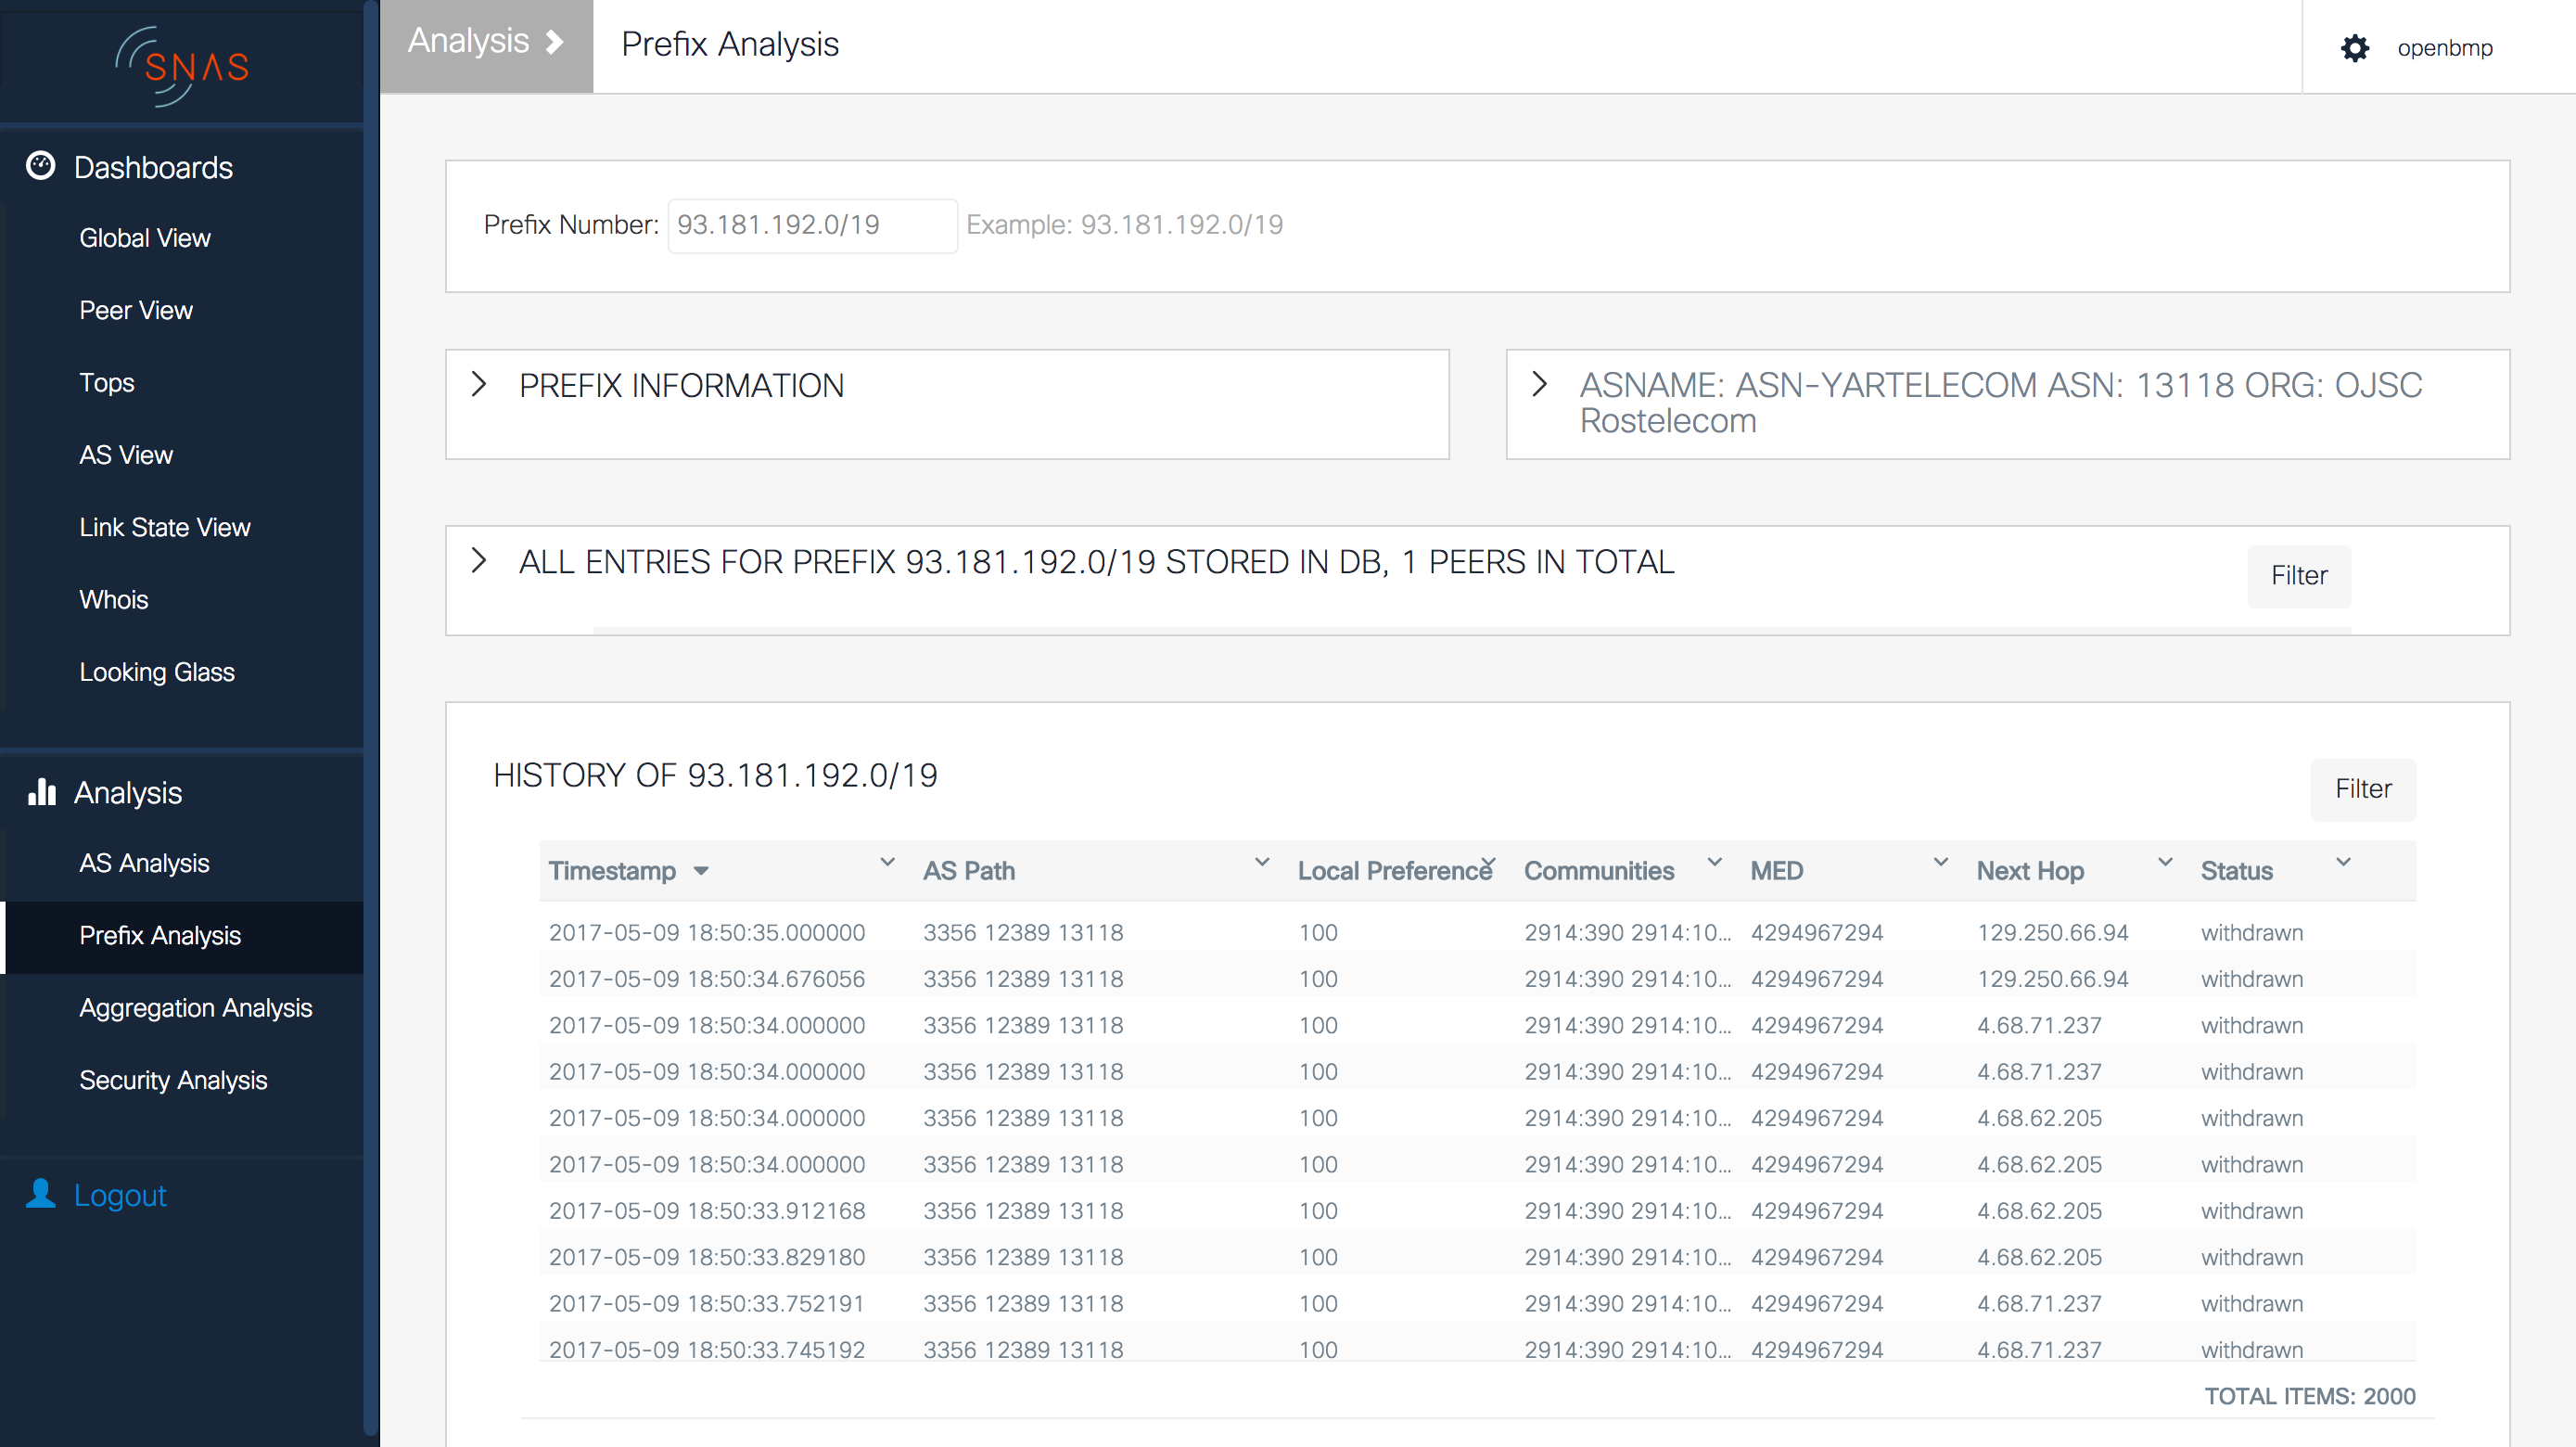 SNAS
Dashboards
Global View
Peer View
Tops
AS View
Link State View
Whois
Looking Glass
Analysis
AS Analysis
Prefix Analysis
Aggregation Analysis
Security Analysis
Logout
Analysis
Prefix Analysis
openbmp
Prefix Number: 93.181.192.0/19 Example: 93.181.192.0/19
PREFIX INFORMATION
ASNAME: ASN-YARTELECOM ASN: 13118 ORG: OJSC
Rostelecom
ALL ENTRIES FOR PREFIX 93.181.192.0/19 STORED IN DB, 1 PEERS IN TOTAL
Filter
HISTORY OF 93.181.192.0/19
Filter
Timestamp AS Path Local Preference Communities MED Next Hop Status
2017-05-09 18:50:35.000000 3356 12389 13118 100 2914:390 2914:10... 4294967294 129.250.66.94 withdrawn
2017-05-09 18:50:34.676056 3356 12389 13118 100 2914:390 2914:10... 4294967294 129.250.66.94 withdrawn
2017-05-09 18:50:34.000000 3356 12389 13118 100 2914:390 2914:10... 4294967294 4.68.71.237 withdrawn
2017-05-09 18:50:34.000000 3356 12389 13118 100 2914:390 2914:10... 4294967294 4.68.71.237 withdrawn
2017-05-09 18:50:34.000000 3356 12389 13118 100 2914:390 2914:10... 4294967294 4.68.62.205 withdrawn
2017-05-09 18:50:34.000000 3356 12389 13118 100 2914:390 2914:10... 4294967294 4.68.62.205 withdrawn
2017-05-09 18:50:33.912168 3356 12389 13118 100 2914:390 2914:10... 4294967294 4.68.62.205 withdrawn
2017-05-09 18:50:33.829180 3356 12389 13118 100 2914:390 2914:10... 4294967294 4.68.62.205 withdrawn
2017-05-09 18:50:33.752191 3356 12389 13118 100 2914:390 2914:10... 4294967294 4.68.71.237 withdrawn
2017-05-09 18:50:33.745192 3356 12389 13118 100 2914:390 2914:10... 4294967294 4.68.71.237 withdrawn
TOTAL ITEMS: 2000